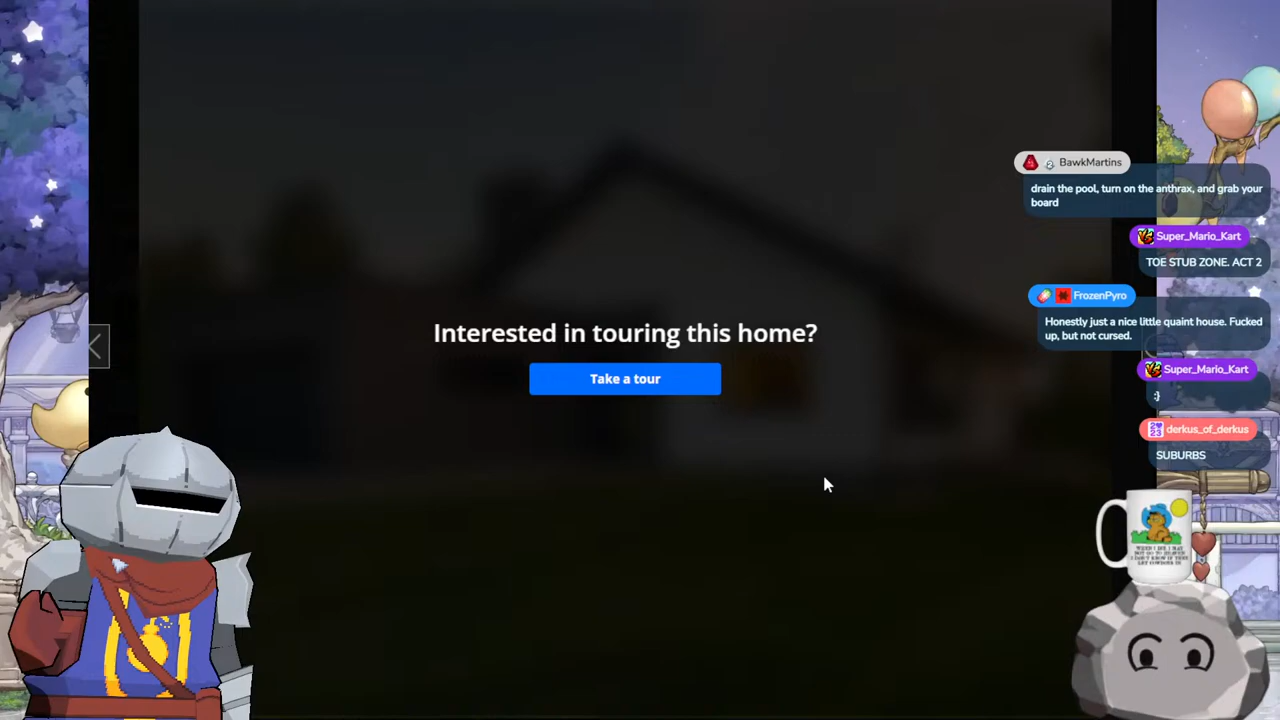 BawkMartins
drain the pool, turn on the anthrax, and grab your
board
Super_Mario_Kart
TOE STUB ZONE. ACT 2
FrozenPyro
Interested in touring this home?
Honestly just a nice little quaint house. Fucked
up, but not cursed.
Take a tour
Super_Mario_Kart
:}
derkus_of_derkus
SUBURBS